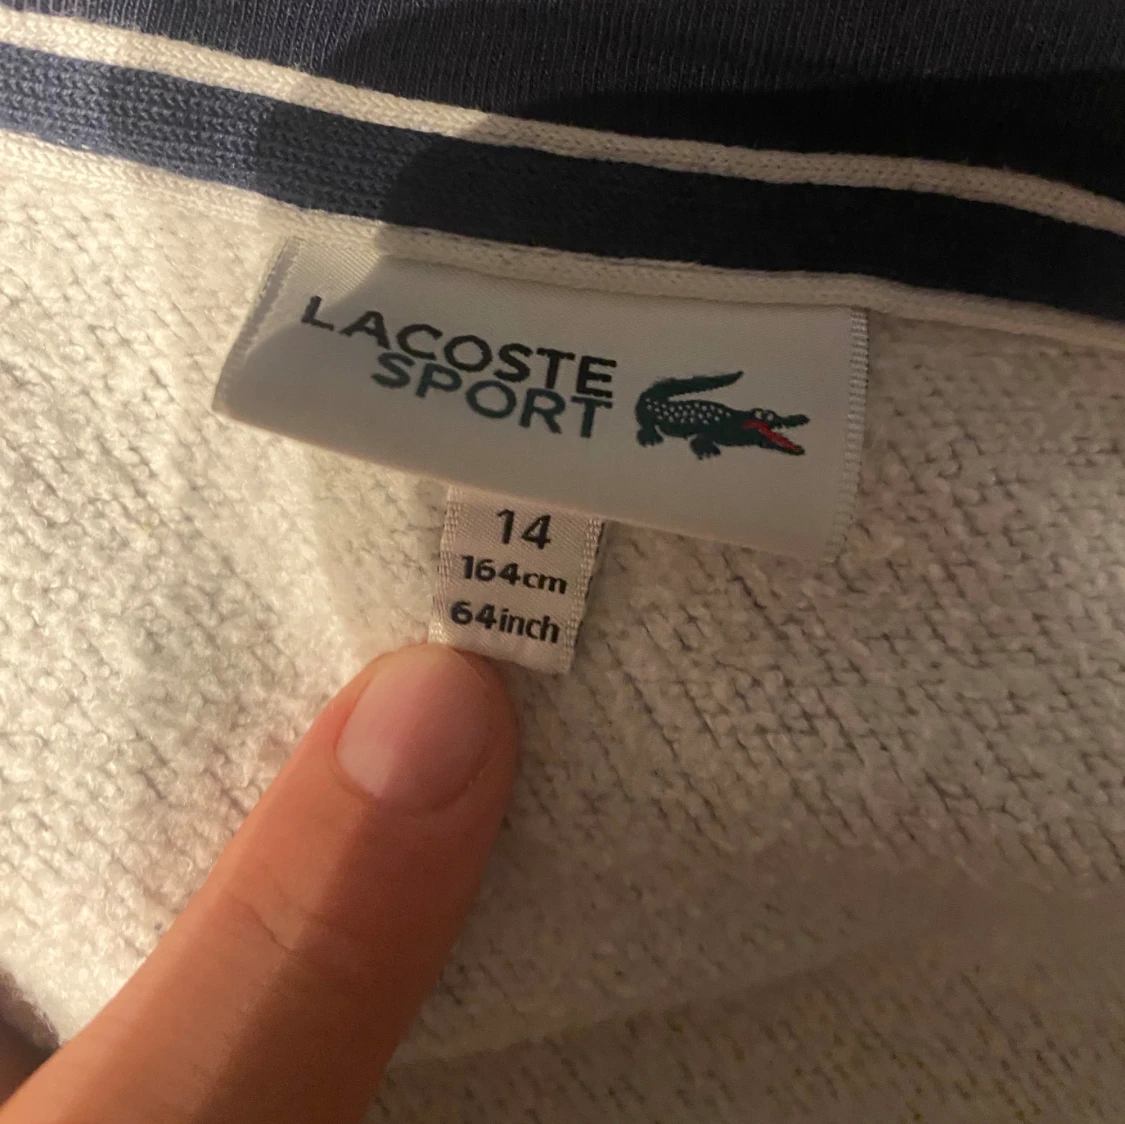 LACOSTE
SPORT
14
164cm
64inch